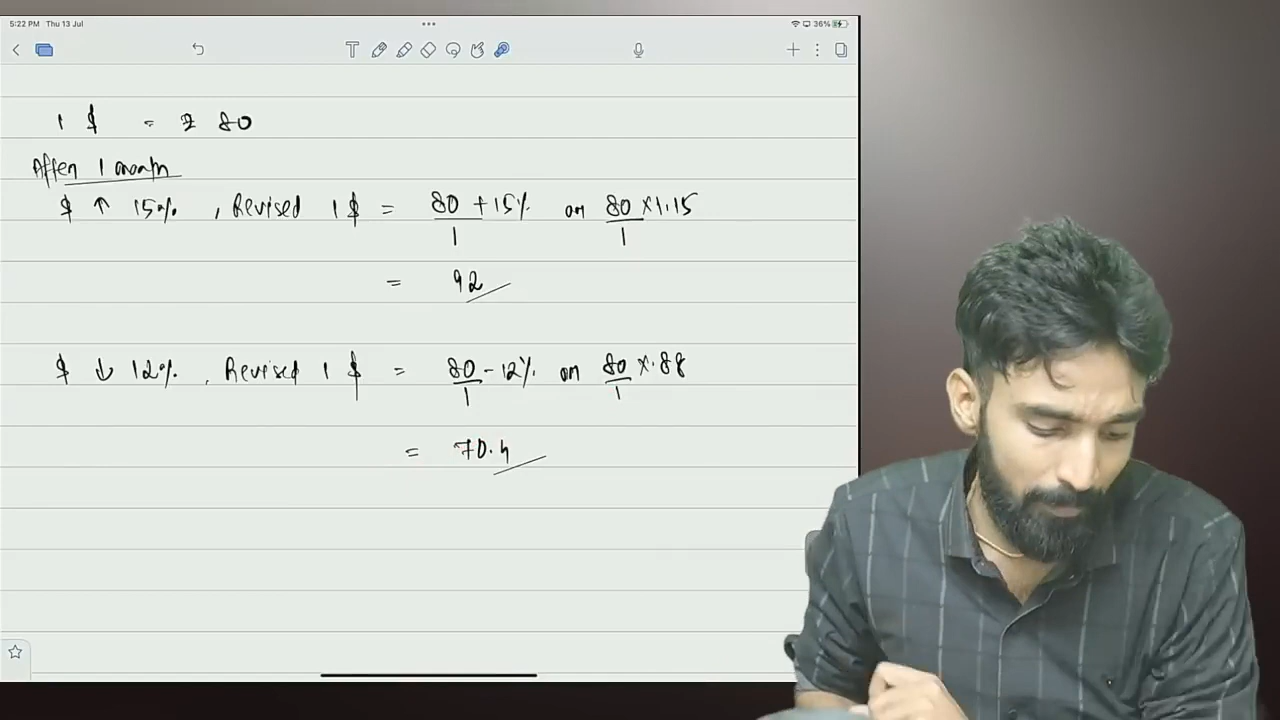 5:22 PM Thu 13 Jul 36%
1 $ = ₹ 80
After 1 month
$ ↑ 15%, Revised 1 $ = 80 + 15% or 80 × 1.15
1 1
= 92
$ ↓ 12%, Revised 1 $ = 80 - 12% or 80 × .88
1 1
= 70.4